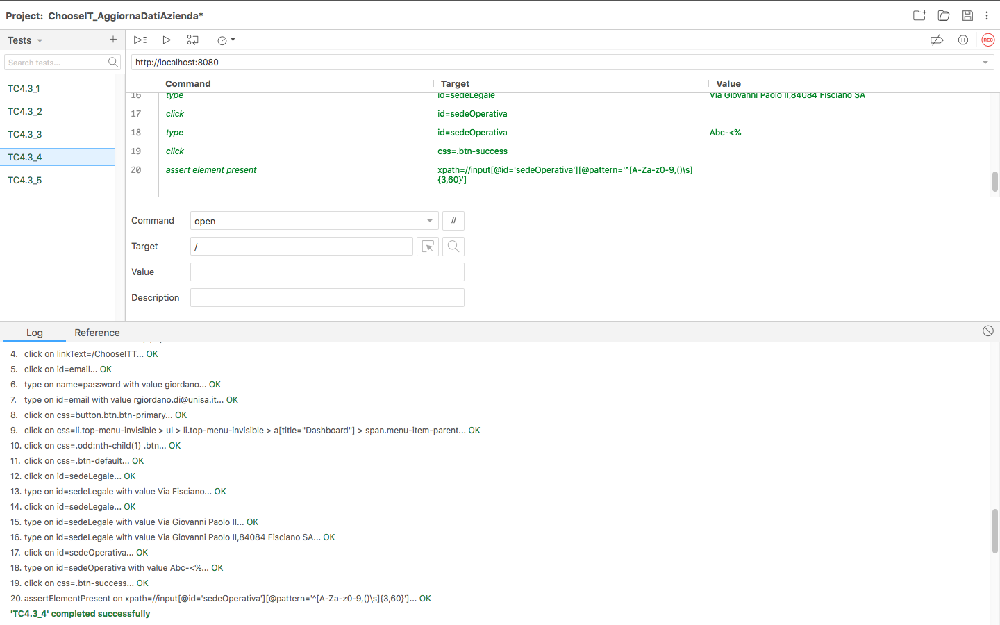 Project: ChooseIT_AggiornaDatiAzienda*
Tests
Search tests...
TC4.3_1
TC4.3_2
TC4.3_3
TC4.3_4
TC4.3_5
REC
http://localhost:8080
Command Target Value
16 type id=sedeLegale Via Giovanni Paolo II,84084 Fisciano SA
17 click id=sedeOperativa
18 type id=sedeOperativa Abc-<%
19 click css=.btn-success
20 assert element present xpath=//input[@id='sedeOperativa'][@pattern='^[A-Za-z0-9,()\s]
{3,60}']
Command open //
Target /
Value
Description
Log Reference
4. click on linkText=/ChooseITT... OK
5. click on id=email... OK
6. type on name=password with value giordano... OK
7. type on id=email with value rgiordano.di@unisa.it... OK
8. click on css=button.btn.btn-primary... OK
9. click on css=li.top-menu-invisible > ul > li.top-menu-invisible > a[title="Dashboard"] > span.menu-item-parent... OK
10. click on css=.odd:nth-child(1) .btn... OK
11. click on css=.btn-default... OK
12. click on id=sedeLegale... OK
13. type on id=sedeLegale with value Via Fisciano... OK
14. click on id=sedeLegale... OK
15. type on id=sedeLegale with value Via Giovanni Paolo II... OK
16. type on id=sedeLegale with value Via Giovanni Paolo II,84084 Fisciano SA... OK
17. click on id=sedeOperativa... OK
18. type on id=sedeOperativa with value Abc-<%... OK
19. click on css=.btn-success... OK
20. assertElementPresent on xpath=//input[@id='sedeOperativa'][@pattern='^[A-Za-z0-9,()\s]{3,60}']... OK
'TC4.3_4' completed successfully